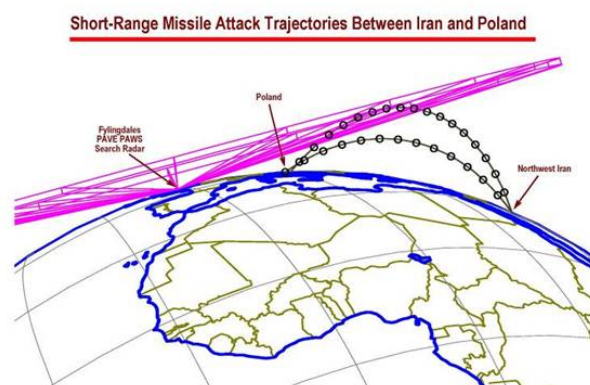 Short-Range Missile Attack Trajectories Between Iran and Poland
Poland
Fylingdales
PAVE PAWS
Search Radar
Northwest Iran